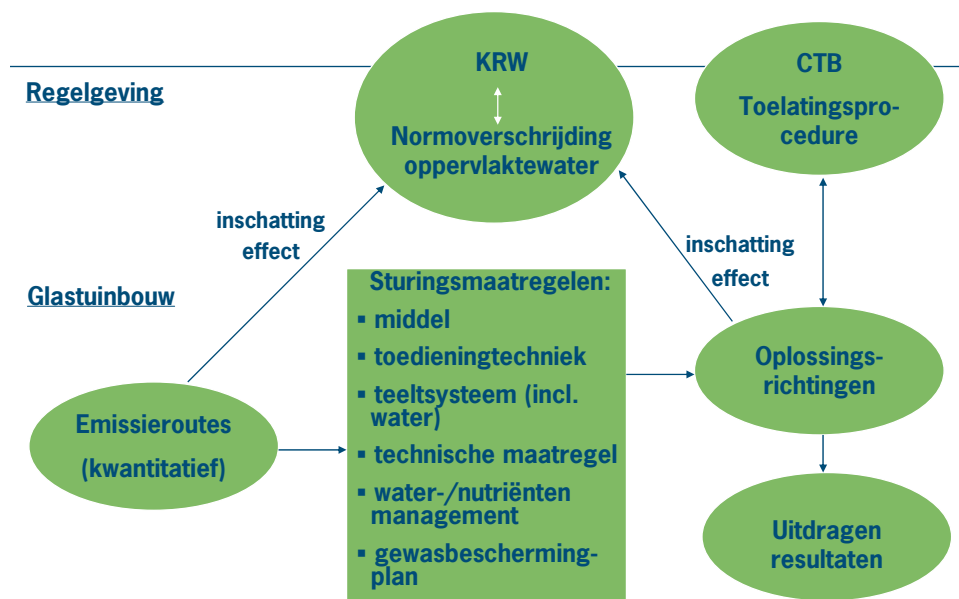 KRW
Normoverschrijding
oppervlaktewater
CTB
Toelatingspro-
cedure
Regelgeving
inschatting
effect
inschatting
effect
Glastuinbouw
Sturingsmaatregelen:
▪ middel
▪ toedieningtechniek
▪ teeltsysteem (incl.
water)
▪ technische maatregel
▪ water-/nutriënten
management
▪ gewasbescherming-
plan
Emissieroutes
(kwantitatief)
Oplossings-
richtingen
Uitdragen
resultaten